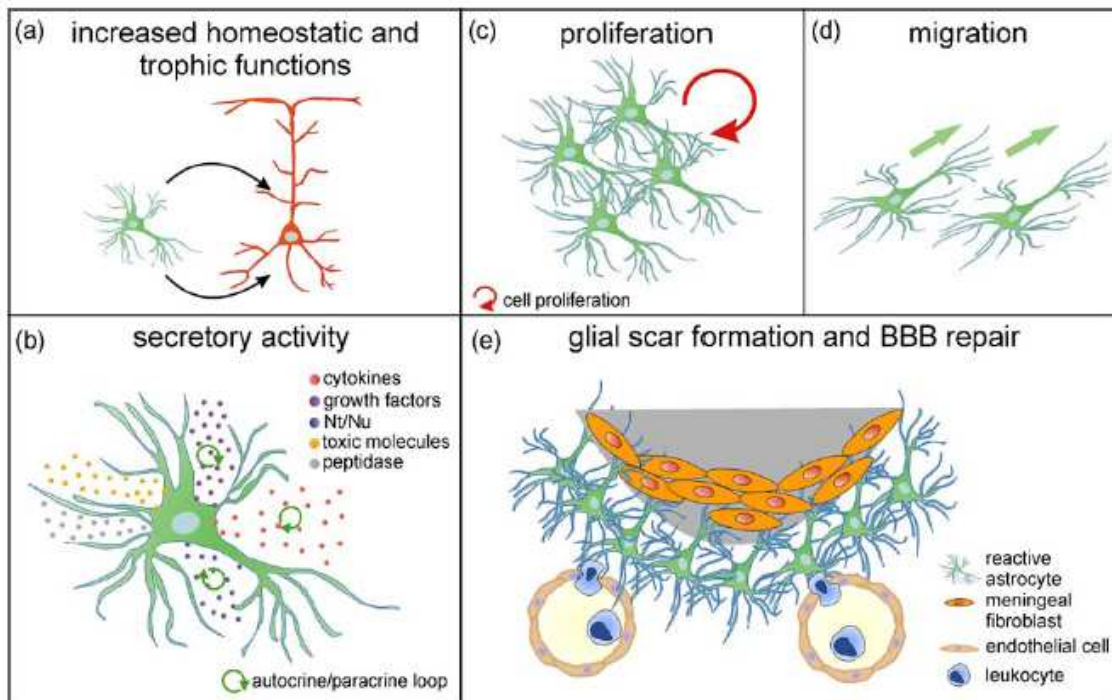 (a) increased homeostatic and
trophic functions
(b) secretory activity
cytokines
growth factors
Nt/Nu
toxic molecules
peptidase
autocrine/paracrine loop
(c) proliferation
cell proliferation
(d) migration
(e) glial scar formation and BBB repair
reactive
astrocyte
meningeal
fibroblast
endothelial cell
leukocyte